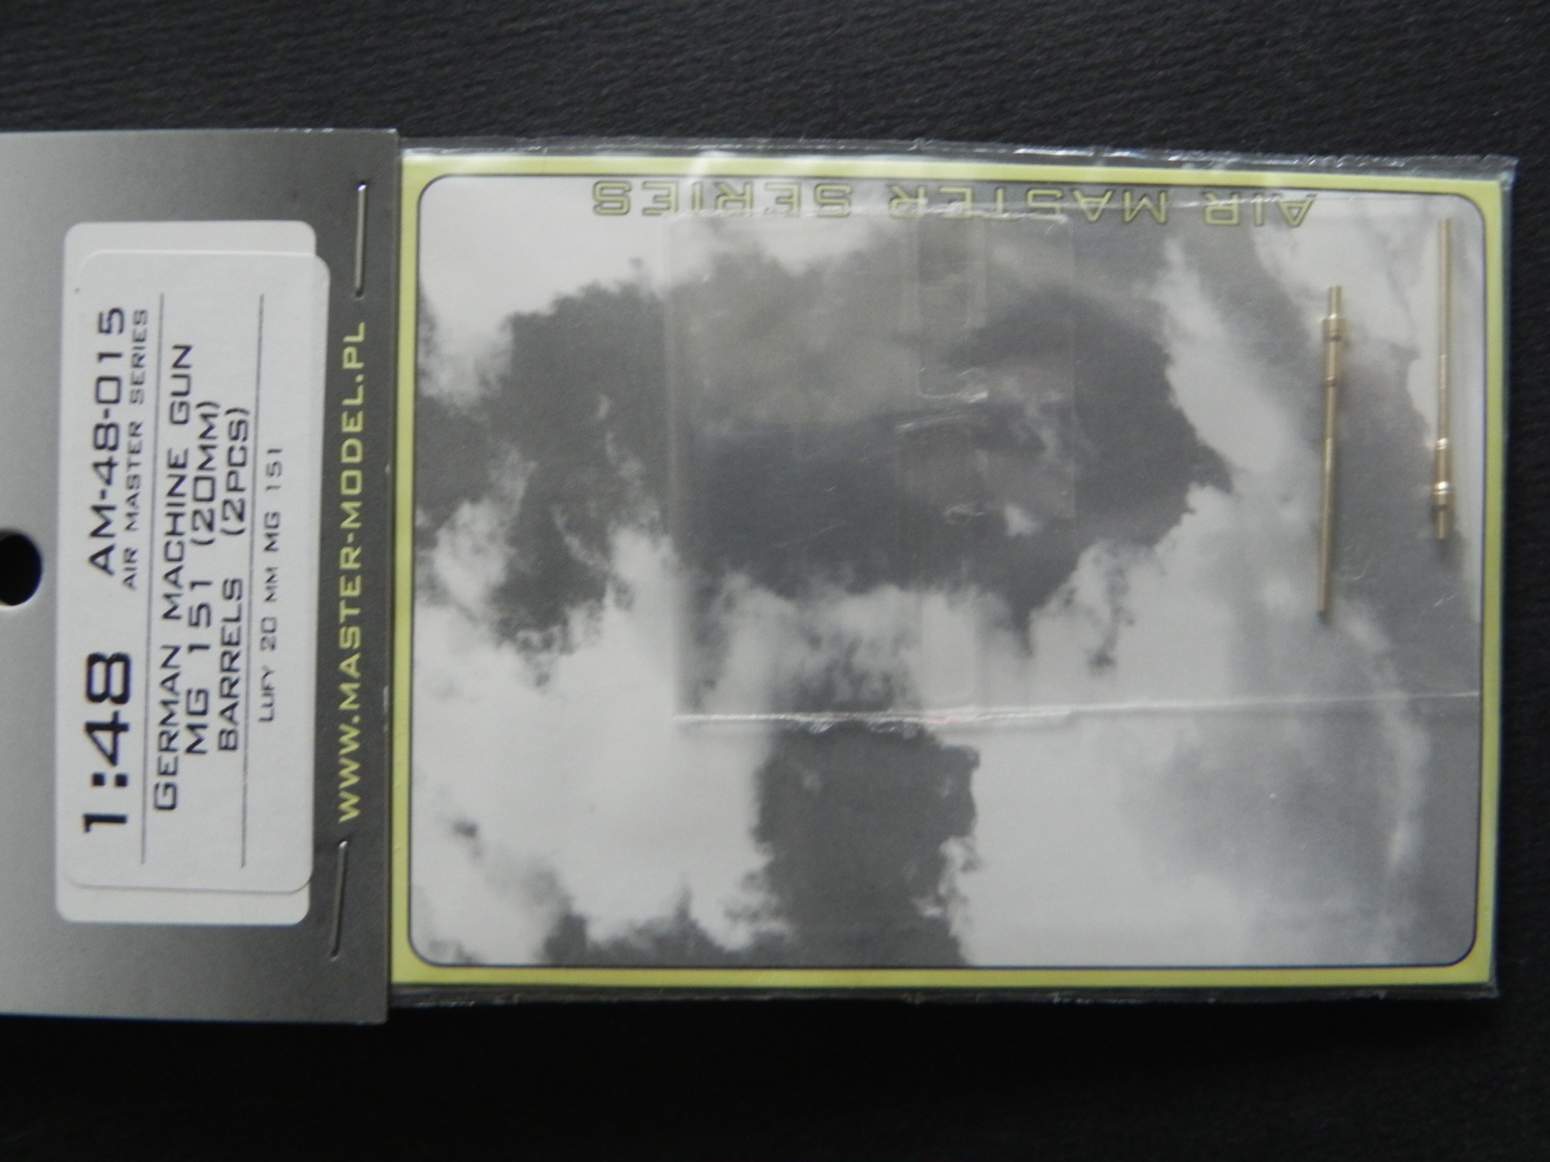 1:48 AM-48-015
AIR MASTER SERIES
GERMAN MACHINE GUN
MG 151 (20MM)
BARRELS (2PCS)
LUFY 20 MM MG 151
WWW.MASTER-MODEL.PL
AIR MASTER SERIES